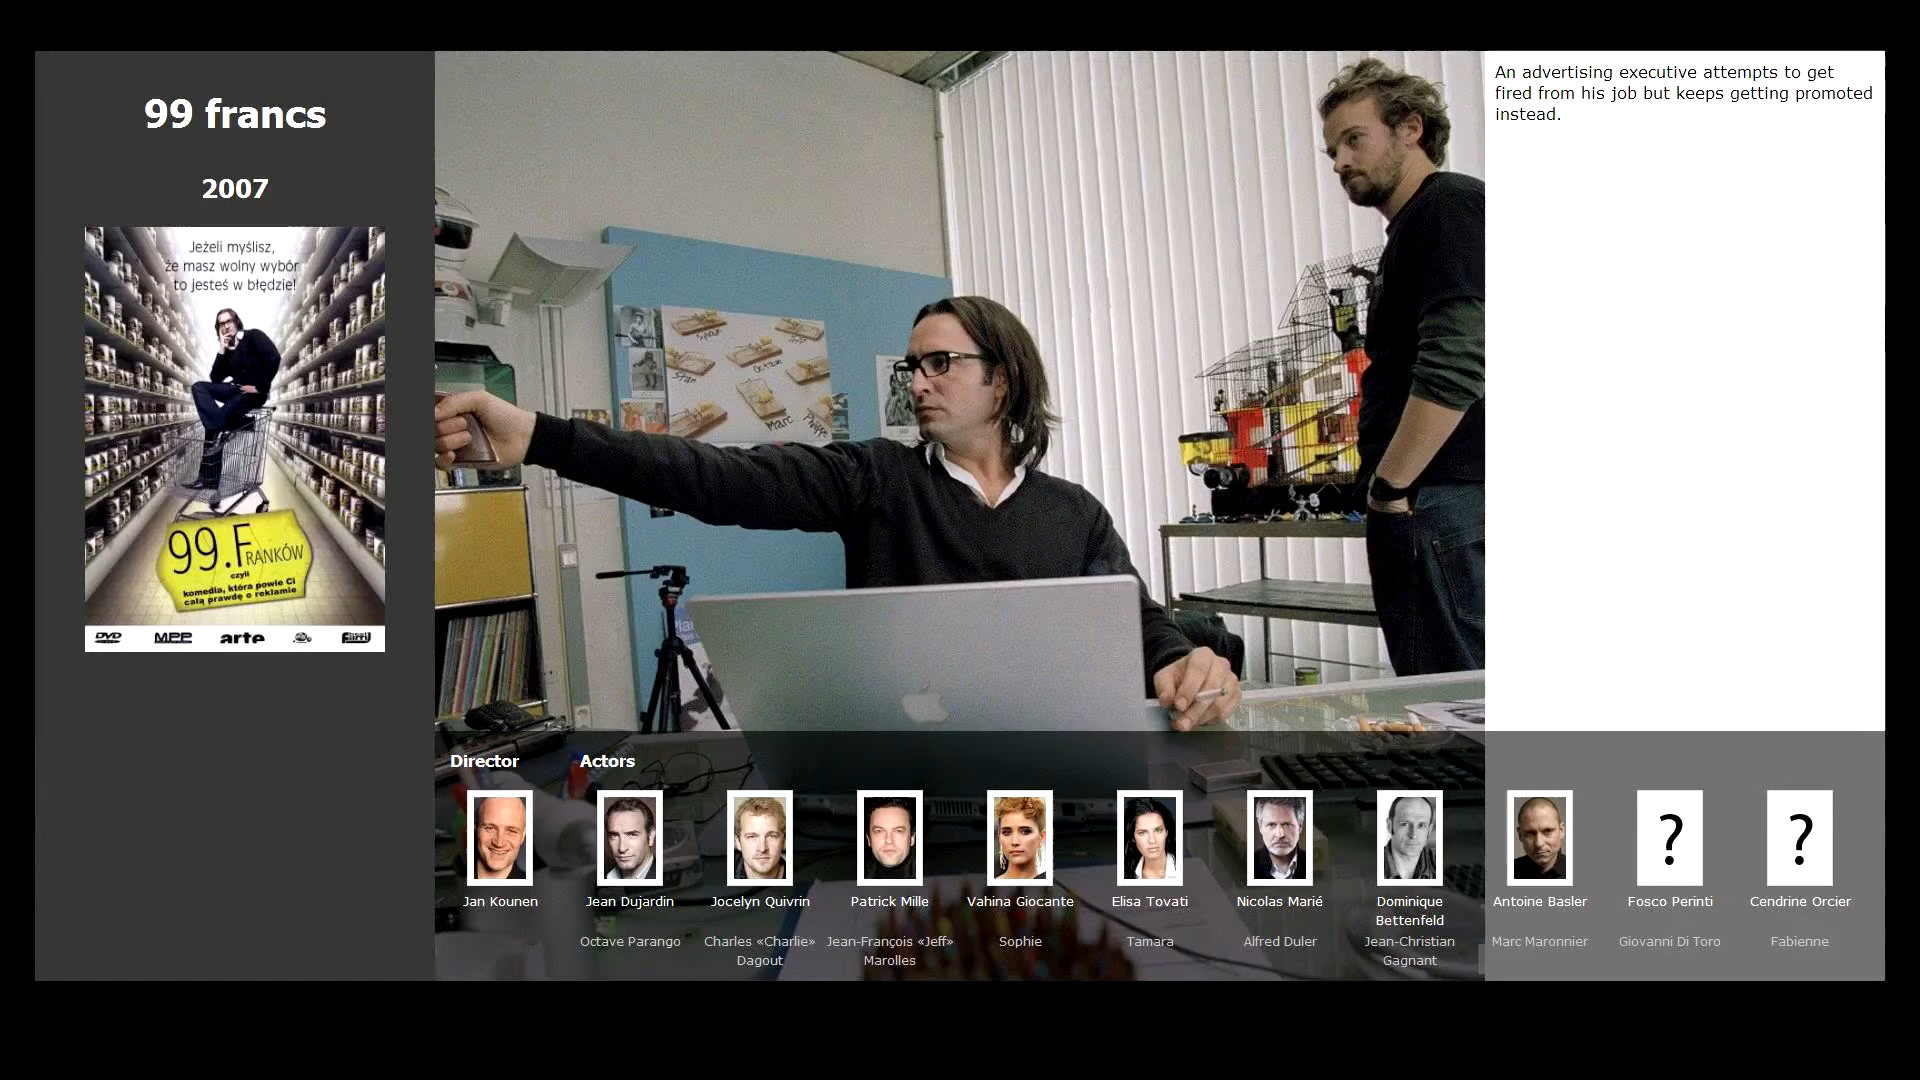 99 francs
2007
Jeżeli myślisz,
że masz wolny wybór
to jesteś w błędzie!
99.FRANKÓW
czyli
komedia, która powie Ci
całą prawdę o reklamie
DVD MPP arte film
Stan
Marc
Philippe
An advertising executive attempts to get
fired from his job but keeps getting promoted
instead.
Director
Actors
Jan Kounen
Jean Dujardin
Octave Parango
Jocelyn Quivrin
Charles «Charlie»
Dagout
Patrick Mille
Jean-François «Jeff»
Marolles
Vahina Giocante
Sophie
Elisa Tovati
Tamara
Nicolas Marié
Alfred Duler
Dominique
Bettenfeld
Jean-Christian
Gagnant
Antoine Basler
Marc Maronnier
?
Fosco Perinti
Giovanni Di Toro
?
Cendrine Orcier
Fabienne